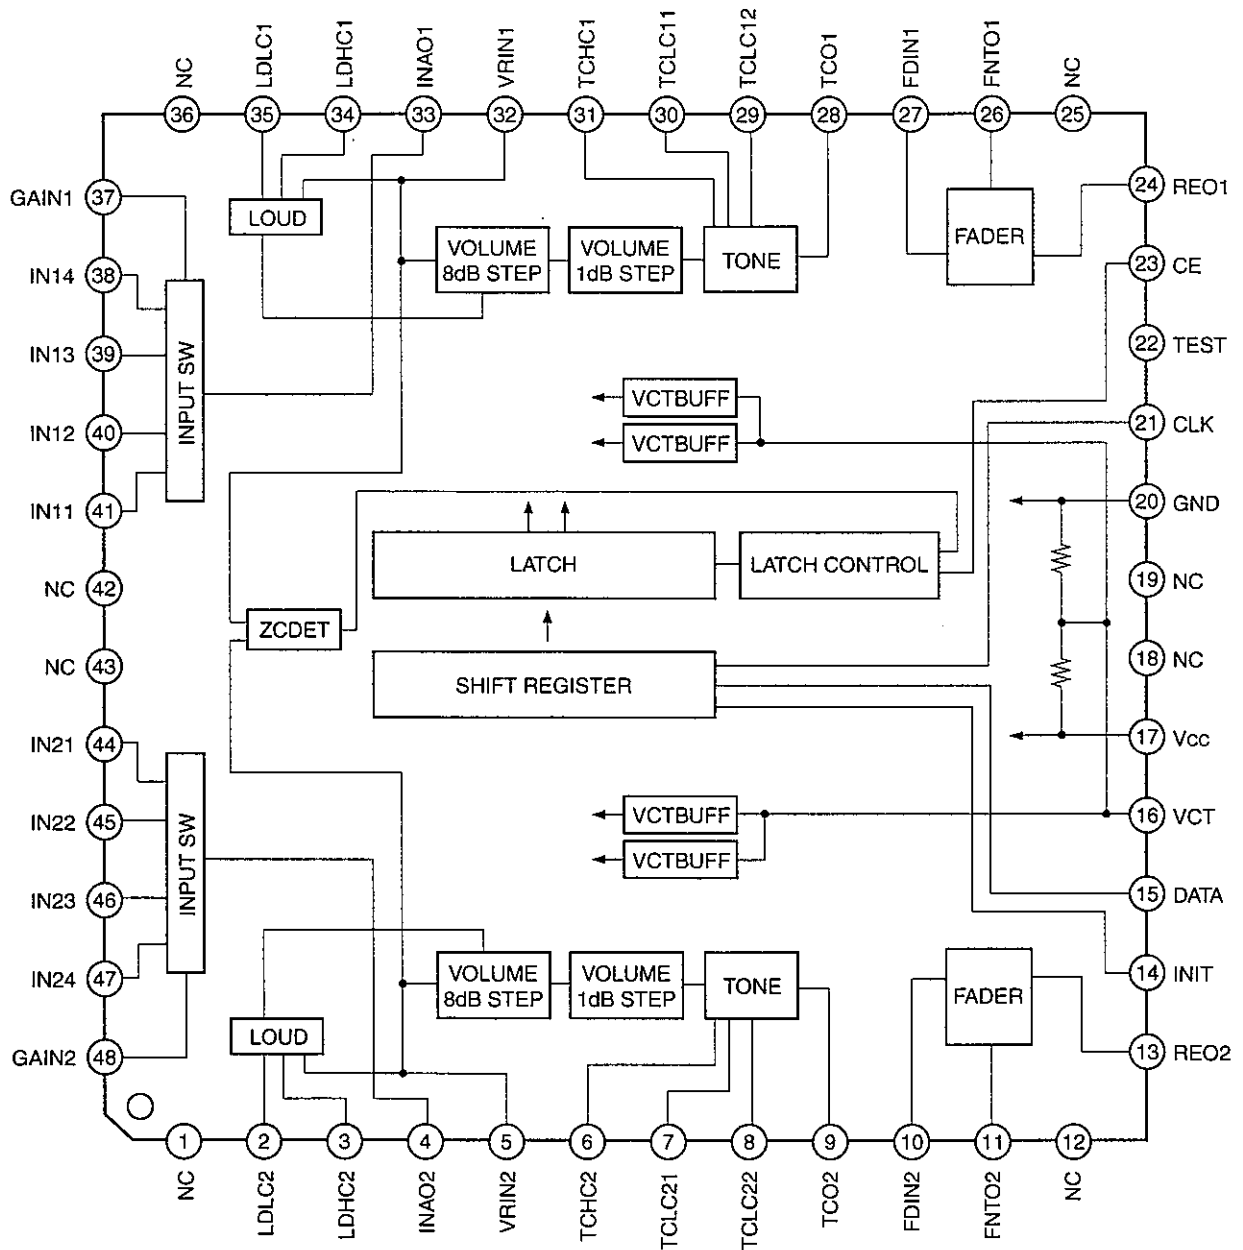 NC
LDLC1
LDHC1
INAO1
VRIN1
TCHC1
TCLC11
TCLC12
TCO1
FDIN1
FNTO1
NC
36
35
34
33
32
31
30
29
28
27
26
25
GAIN1
37
IN14
38
IN13
39
IN12
40
IN11
41
NC
42
NC
43
IN21
44
IN22
45
IN23
46
IN24
47
GAIN2
48
INPUT SW
INPUT SW
LOUD
VOLUME
8dB STEP
VOLUME
1dB STEP
TONE
FADER
VCTBUFF
VCTBUFF
LATCH
LATCH CONTROL
ZCDET
SHIFT REGISTER
VCTBUFF
VCTBUFF
VOLUME
8dB STEP
VOLUME
1dB STEP
TONE
FADER
LOUD
24
REO1
23
CE
22
TEST
21
CLK
20
GND
19
NC
18
NC
17
Vcc
16
VCT
15
DATA
14
INIT
13
REO2
1
2
3
4
5
6
7
8
9
10
11
12
NC
LDLC2
LDHC2
INAO2
VRIN2
TCHC2
TCLC21
TCLC22
TCO2
FDIN2
FNTO2
NC